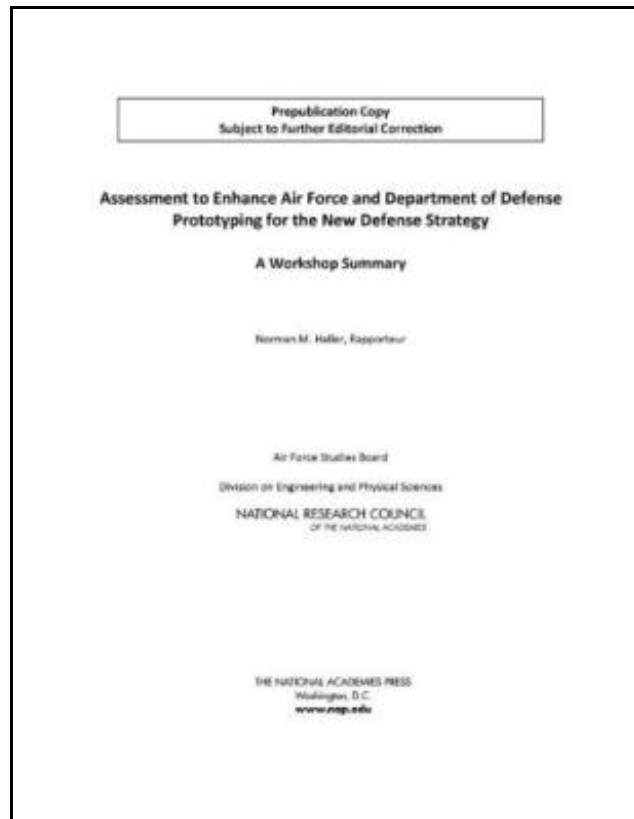 Prepublication Copy
Subject to Further Editorial Correction
Assessment to Enhance Air Force and Department of Defense
Prototyping for the New Defense Strategy
A Workshop Summary
Norman M. Haller, Rapporteur
Air Force Studies Board
Division on Engineering and Physical Sciences
NATIONAL RESEARCH COUNCIL
OF THE NATIONAL ACADEMIES
THE NATIONAL ACADEMIES PRESS
Washington, D.C.
www.nap.edu